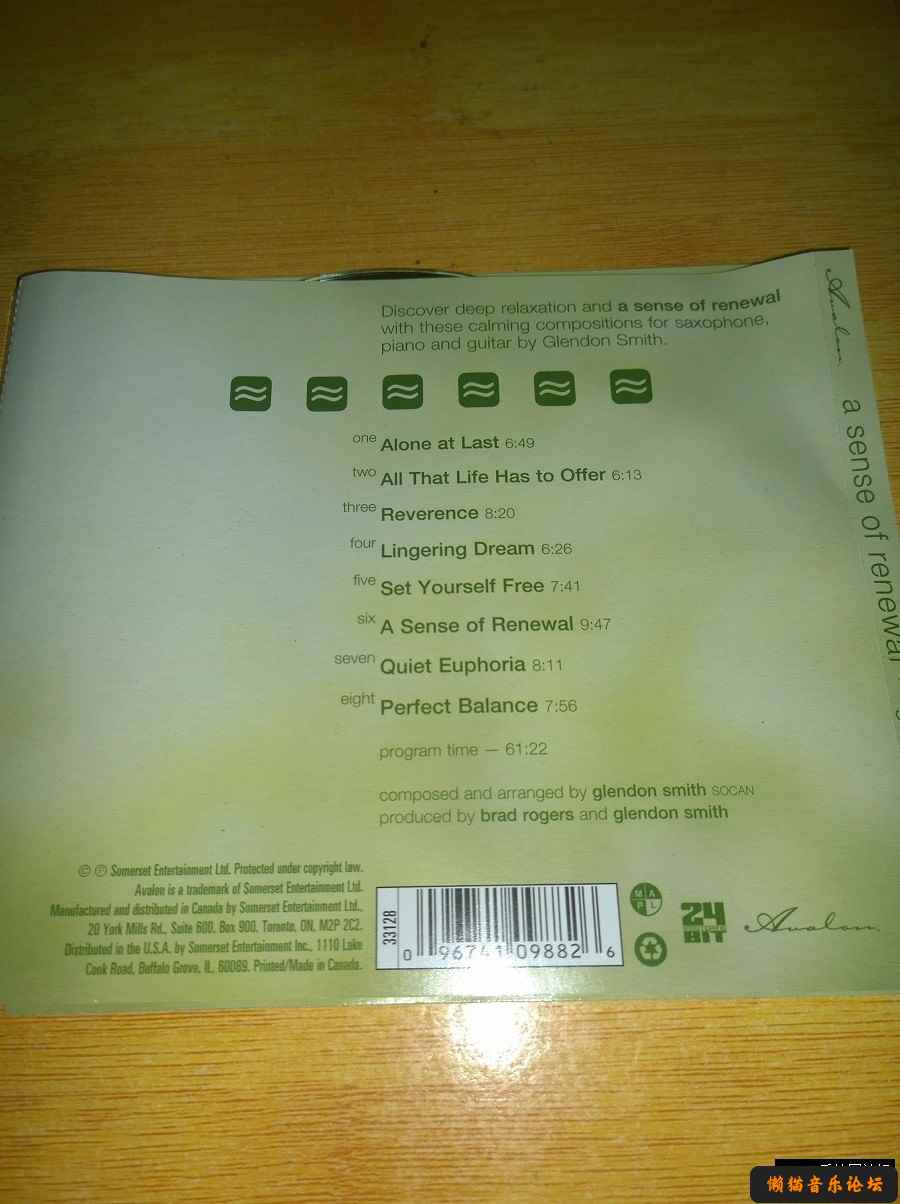 Discover deep relaxation and a sense of renewal
with these calming compositions for saxophone,
piano and guitar by Glendon Smith.
one Alone at Last 6:49
two All That Life Has to Offer 6:13
three Reverence 8:20
four Lingering Dream 6:26
five Set Yourself Free 7:41
six A Sense of Renewal 9:47
seven Quiet Euphoria 8:11
eight Perfect Balance 7:56
program time — 61:22
composed and arranged by glendon smith SOCAN
produced by brad rogers and glendon smith
© ℗ Somerset Entertainment Ltd. Protected under copyright law.
Avalon is a trademark of Somerset Entertainment Ltd.
Manufactured and distributed in Canada by Somerset Entertainment Ltd.,
20 York Mills Rd., Suite 600, Box 900, Toronto, ON, M2P 2C2.
Distributed in the U.S.A. by Somerset Entertainment Inc., 1110 Lake
Cook Road, Buffalo Grove, IL, 60089. Printed/Made in Canada.
33128
0 96741 09882 6
M A P L
24
BIT
Avalon
Avalon
a sense of renewal
懒猫音乐论坛